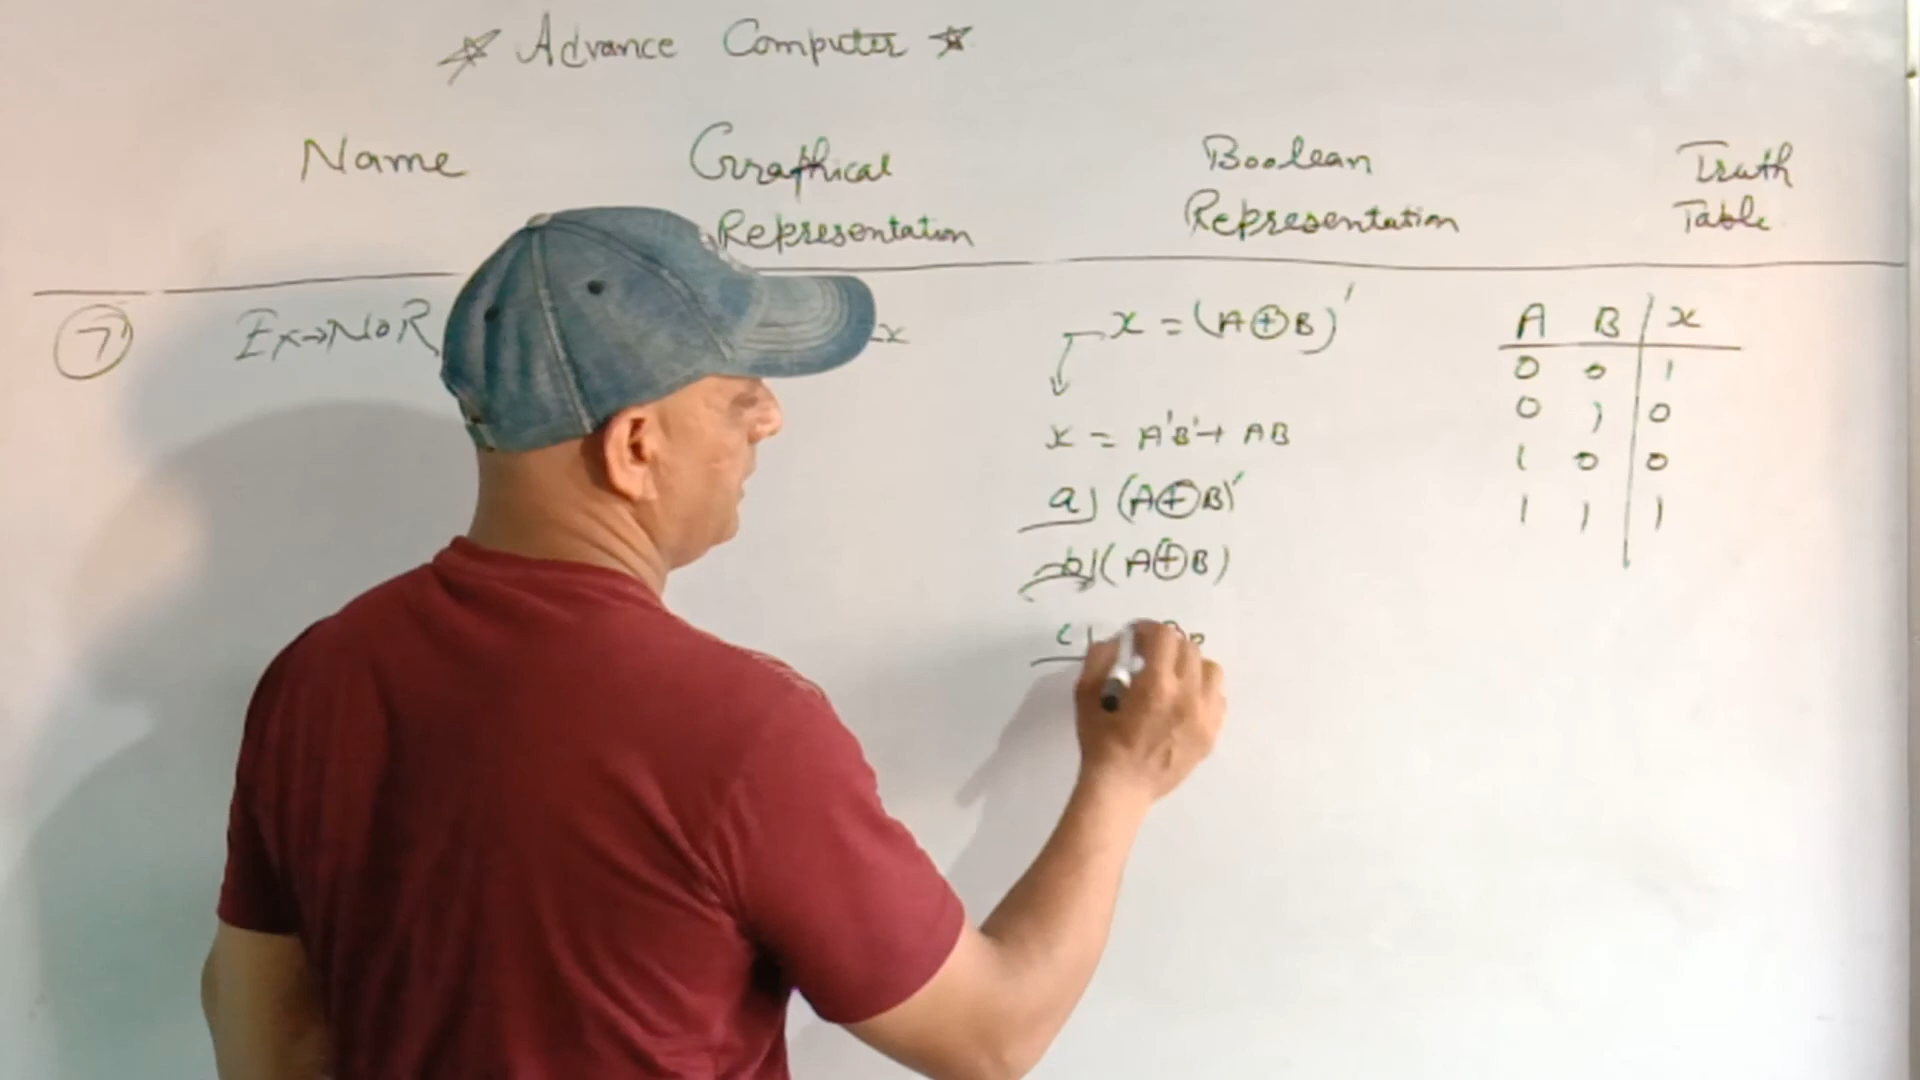 ☆ Advance Computer ☆
Name Graphical Representation Boolean Representation Truth Table
7 Ex→NOR x x = (A⊕B)' A B x
0 0 1
0 1 0
x = A'B' + AB 1 0 0
a) (A⊕B)' 1 1 1
b) (A⊕B)
c)